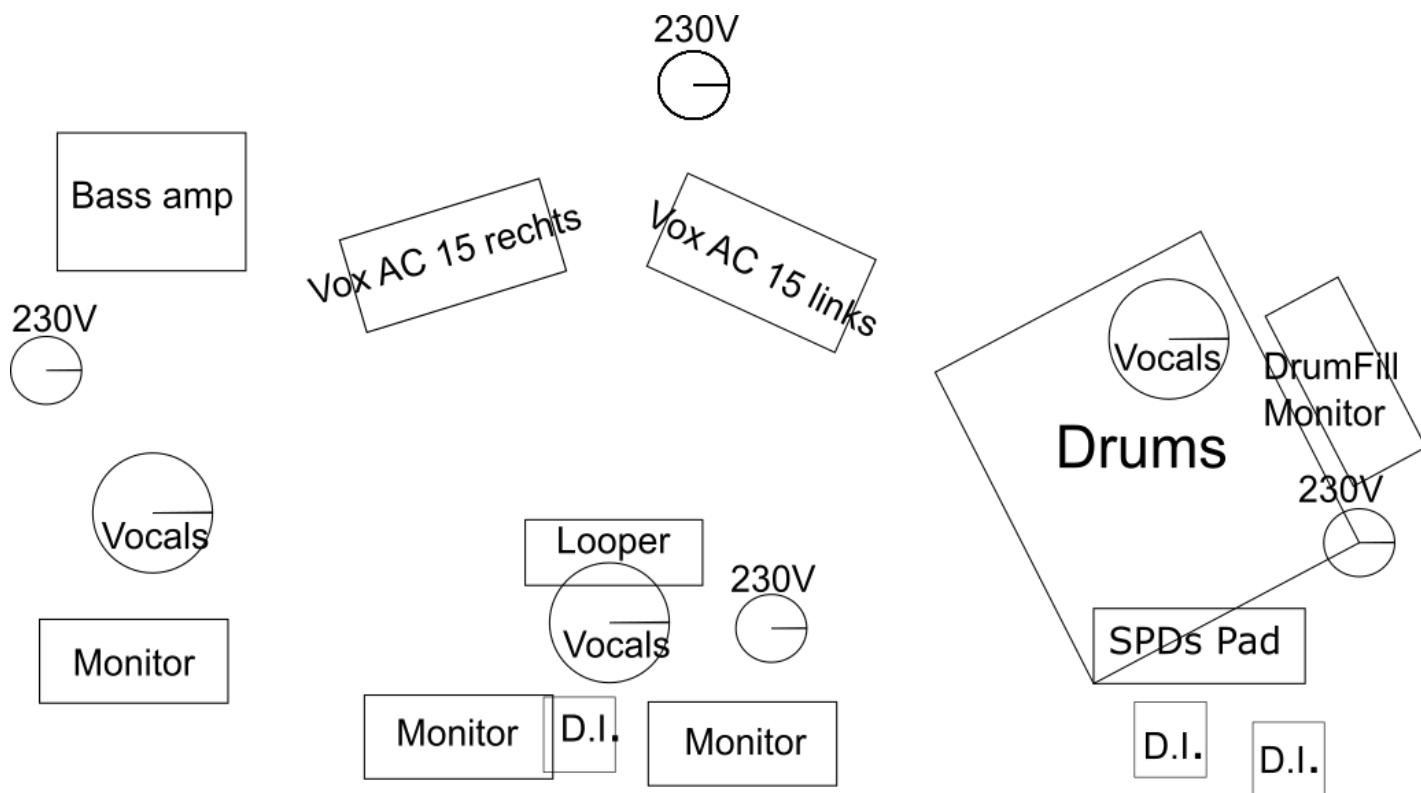 230V
Bass amp
Vox AC 15 rechts
Vox AC 15 links
230V
Vocals
DrumFill
Monitor
Drums
230V
Vocals
Looper
230V
Vocals
SPDs Pad
Monitor
Monitor
D.I.
Monitor
D.I.
D.I.